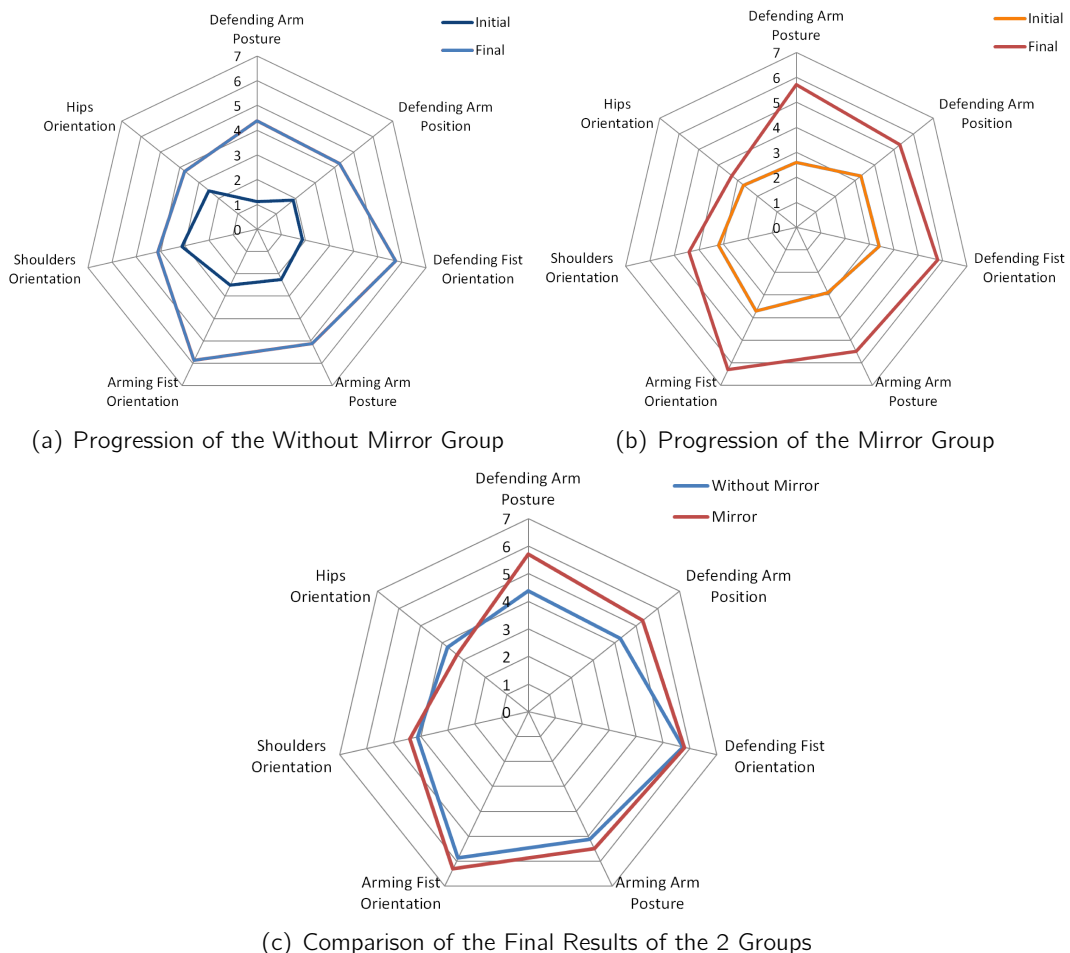 Defending Arm
Posture
Initial
Final
7
6
5
4
3
2
1
0
Defending Arm
Position
Defending Fist
Orientation
Arming Arm
Posture
Arming Fist
Orientation
Shoulders
Orientation
Hips
Orientation
(a) Progression of the Without Mirror Group
Defending Arm
Posture
Initial
Final
7
6
5
4
3
2
1
0
Defending Arm
Position
Defending Fist
Orientation
Arming Arm
Posture
Arming Fist
Orientation
Shoulders
Orientation
Hips
Orientation
(b) Progression of the Mirror Group
Defending Arm
Posture
Without Mirror
Mirror
7
6
5
4
3
2
1
0
Defending Arm
Position
Defending Fist
Orientation
Arming Arm
Posture
Arming Fist
Orientation
Shoulders
Orientation
Hips
Orientation
(c) Comparison of the Final Results of the 2 Groups